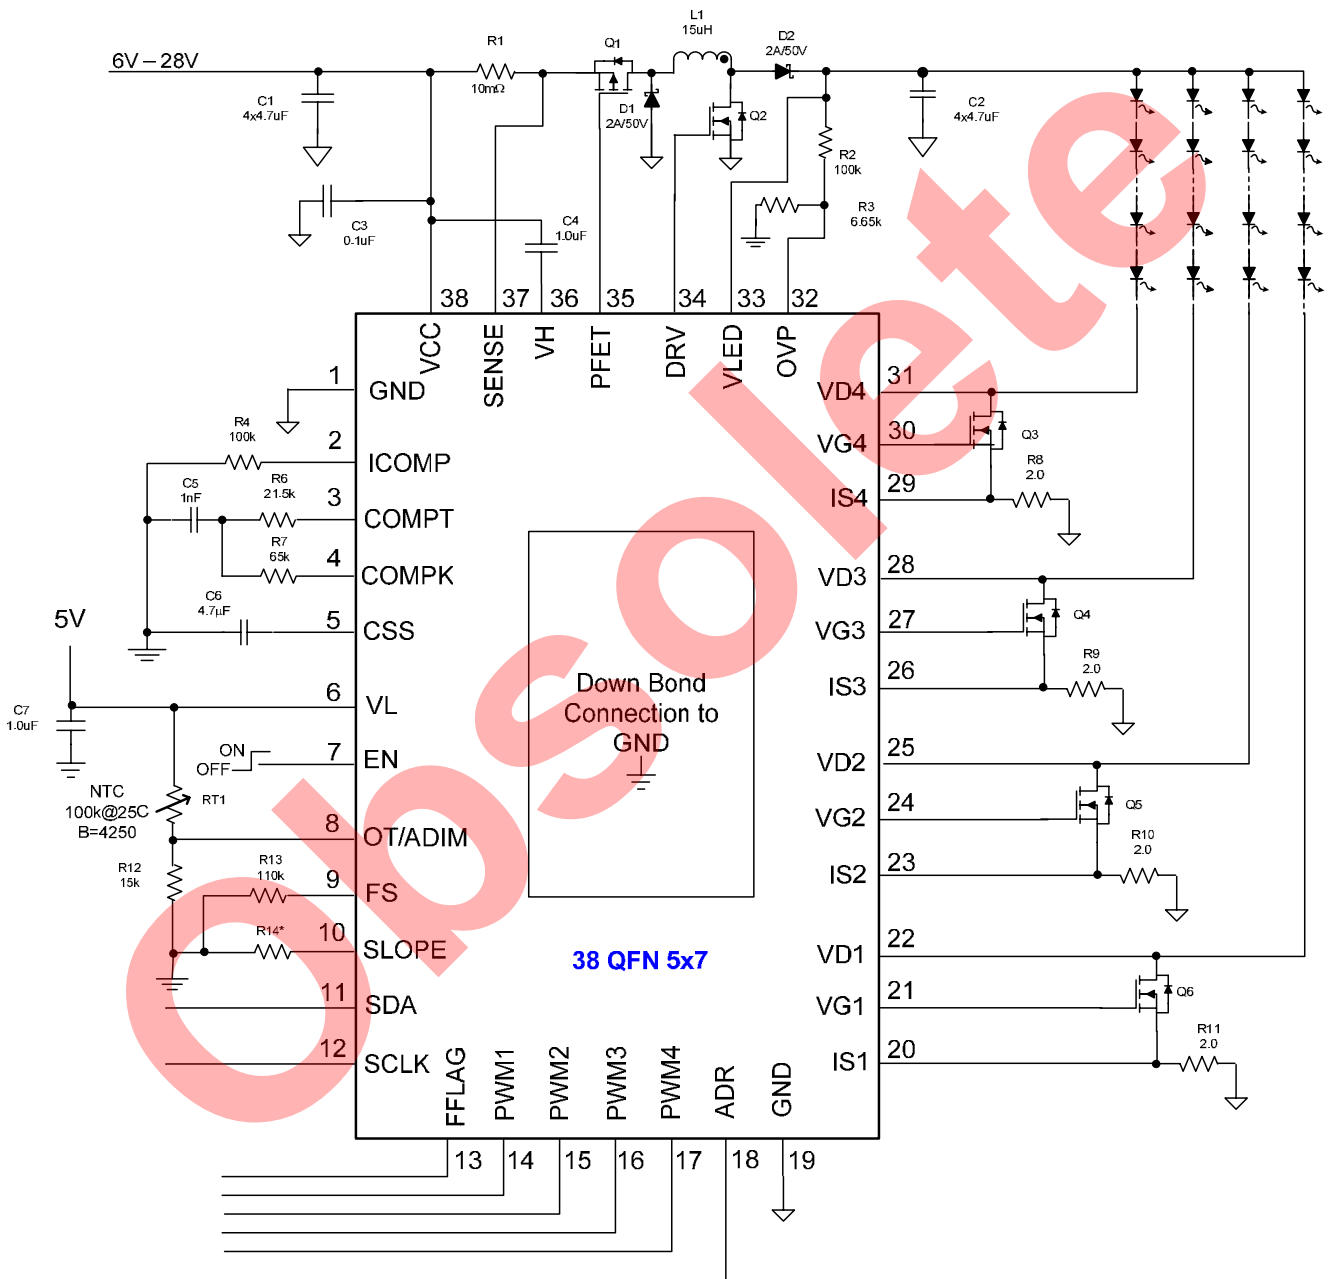 6V – 28V
R1
10mΩ
Q1
L1
15uH
D2
2A/50V
C1
4x4.7uF
D1
2A/50V
Q2
C2
4x4.7uF
R2
100k
C3
0.1uF
C4
1.0uF
R3
6.65k
38
37
36
35
34
33
32
VCC
SENSE
VH
PFET
DRV
VLED
OVP
1
GND
R4
100k
2
ICOMP
C5
1nF
R6
21.5k
3
COMPT
R7
65k
4
COMPK
C6
4.7µF
5
CSS
5V
6
VL
C7
1.0uF
ON
OFF
7
EN
NTC
100k@25C
B=4250
RT1
8
OT/ADIM
R12
15k
R13
110k
9
FS
R14*
10
SLOPE
11
SDA
12
SCLK
Down Bond
Connection to
GND
38 QFN 5x7
VD4
31
VG4
30
Q3
R8
2.0
IS4
29
VD3
28
VG3
27
Q4
R9
2.0
IS3
26
VD2
25
VG2
24
Q5
R10
2.0
IS2
23
VD1
22
VG1
21
Q6
R11
2.0
IS1
20
FFLAG
PWM1
PWM2
PWM3
PWM4
ADR
GND
13
14
15
16
17
18
19
Obsolete